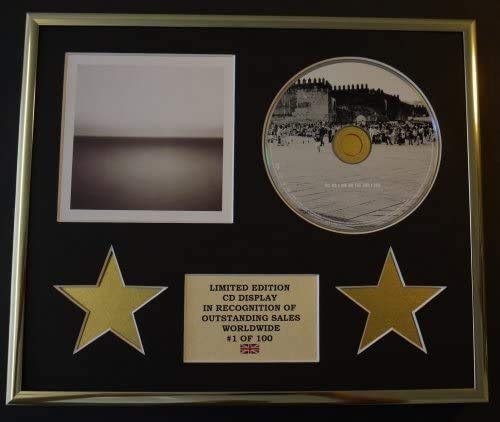 LIMITED EDITION
CD DISPLAY
IN RECOGNITION OF
OUTSTANDING SALES
WORLDWIDE
#1 OF 100